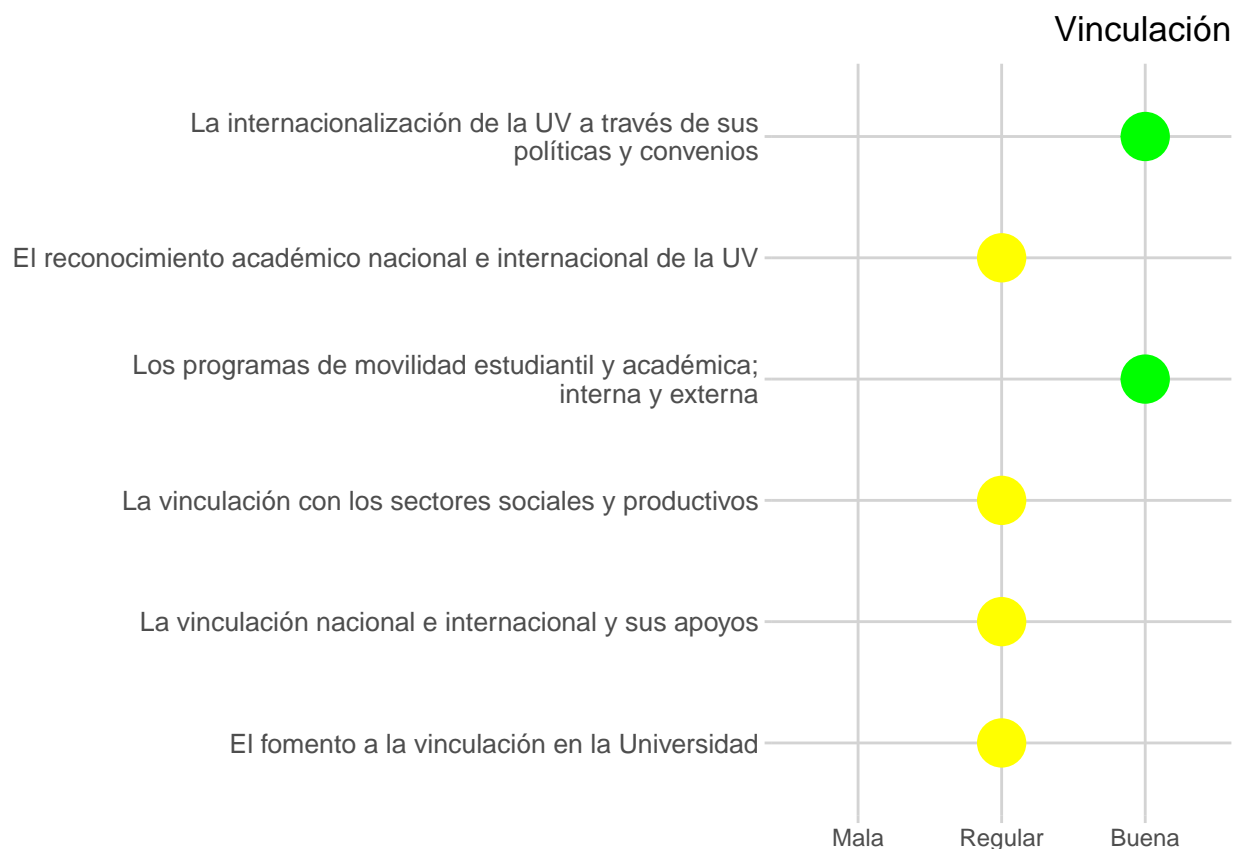 Vinculación
La internacionalización de la UV a través de sus
políticas y convenios
El reconocimiento académico nacional e internacional de la UV
Los programas de movilidad estudiantil y académica;
interna y externa
La vinculación con los sectores sociales y productivos
La vinculación nacional e internacional y sus apoyos
El fomento a la vinculación en la Universidad
Mala Regular Buena